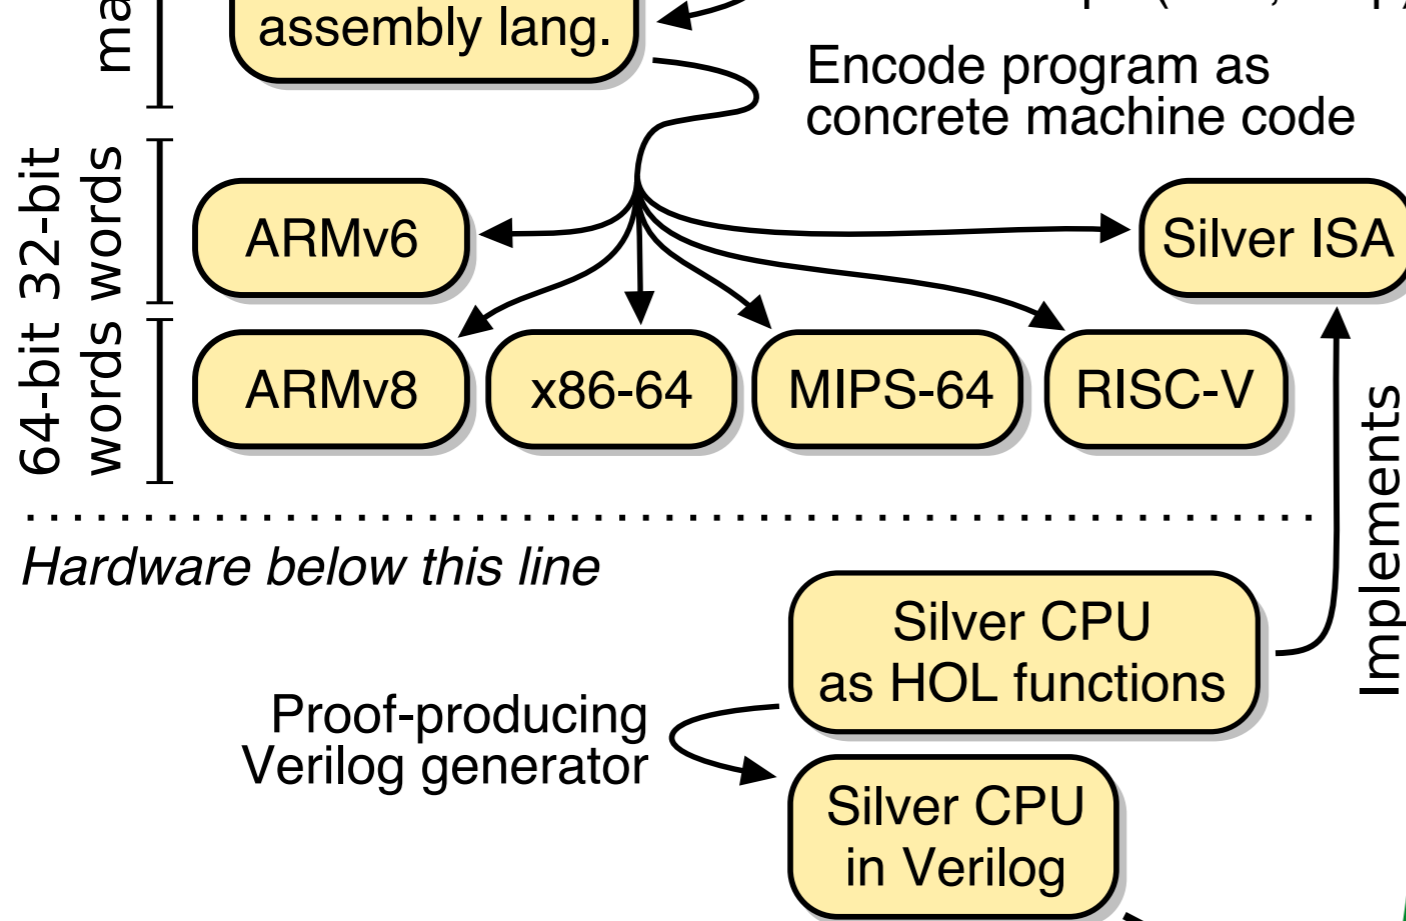 assembly lang.
Encode program as
concrete machine code
32-bit
words
ARMv6
Silver ISA
64-bit
words
ARMv8
x86-64
MIPS-64
RISC-V
Implements
Hardware below this line
Silver CPU
as HOL functions
Proof-producing
Verilog generator
Silver CPU
in Verilog